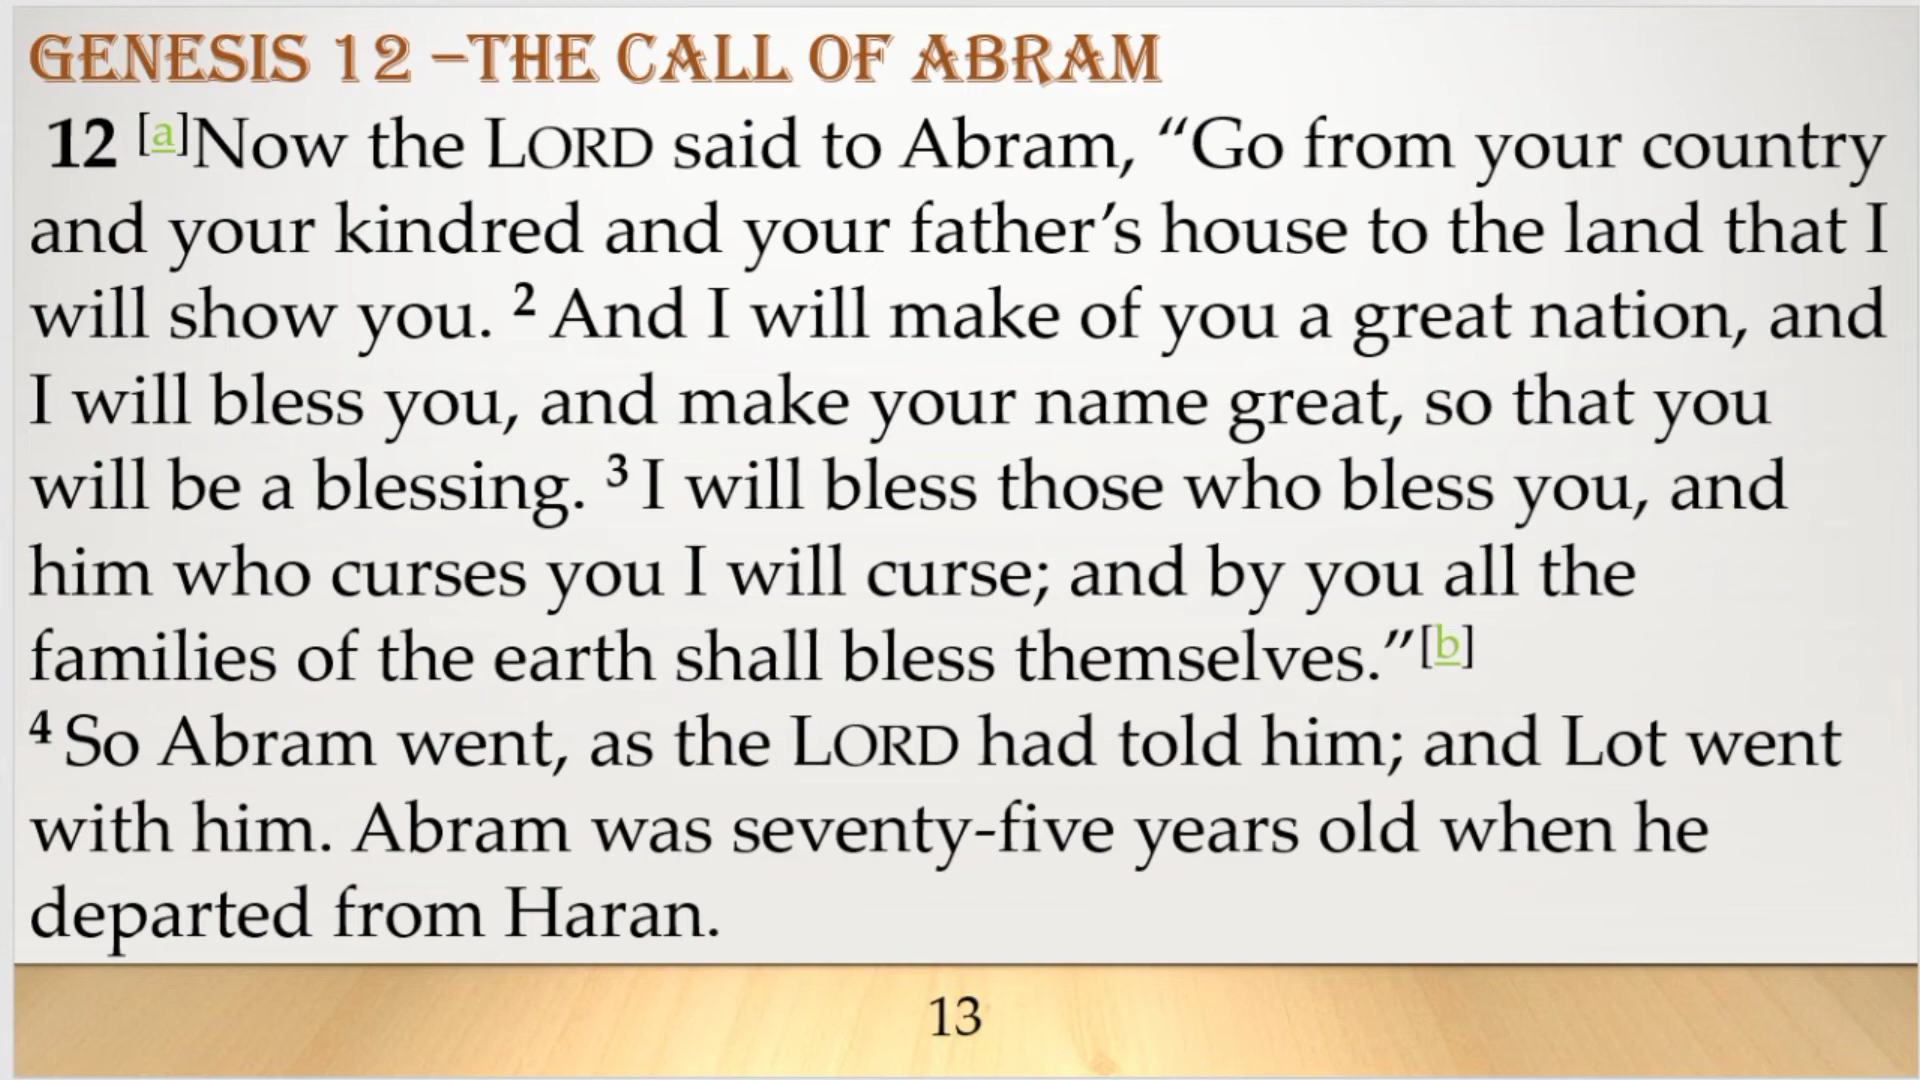 GENESIS 12 –THE CALL OF ABRAM
12 [a]Now the LORD said to Abram, “Go from your country
and your kindred and your father’s house to the land that I
will show you. 2 And I will make of you a great nation, and
I will bless you, and make your name great, so that you
will be a blessing. 3 I will bless those who bless you, and
him who curses you I will curse; and by you all the
families of the earth shall bless themselves.”[b]
4 So Abram went, as the LORD had told him; and Lot went
with him. Abram was seventy-five years old when he
departed from Haran.
13